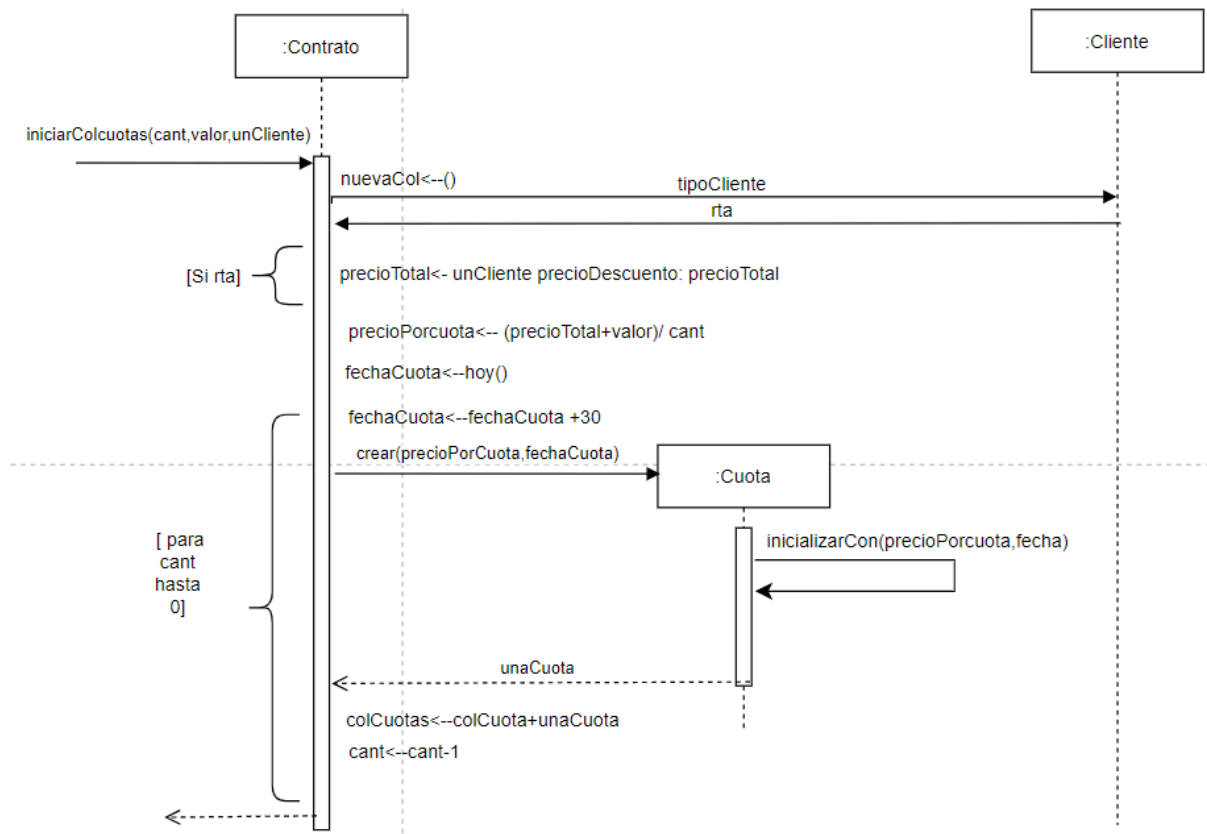 :Contrato
:Cliente
iniciarColcuotas(cant,valor,unCliente)
nuevaCol<--()
tipoCliente
rta
[Si rta]
precioTotal<- unCliente precioDescuento: precioTotal
precioPorcuota<-- (precioTotal+valor)/ cant
fechaCuota<--hoy()
fechaCuota<--fechaCuota +30
crear(precioPorCuota,fechaCuota)
:Cuota
[ para
cant
hasta
0]
inicializarCon(precioPorcuota,fecha)
unaCuota
colCuotas<--colCuota+unaCuota
cant<--cant-1